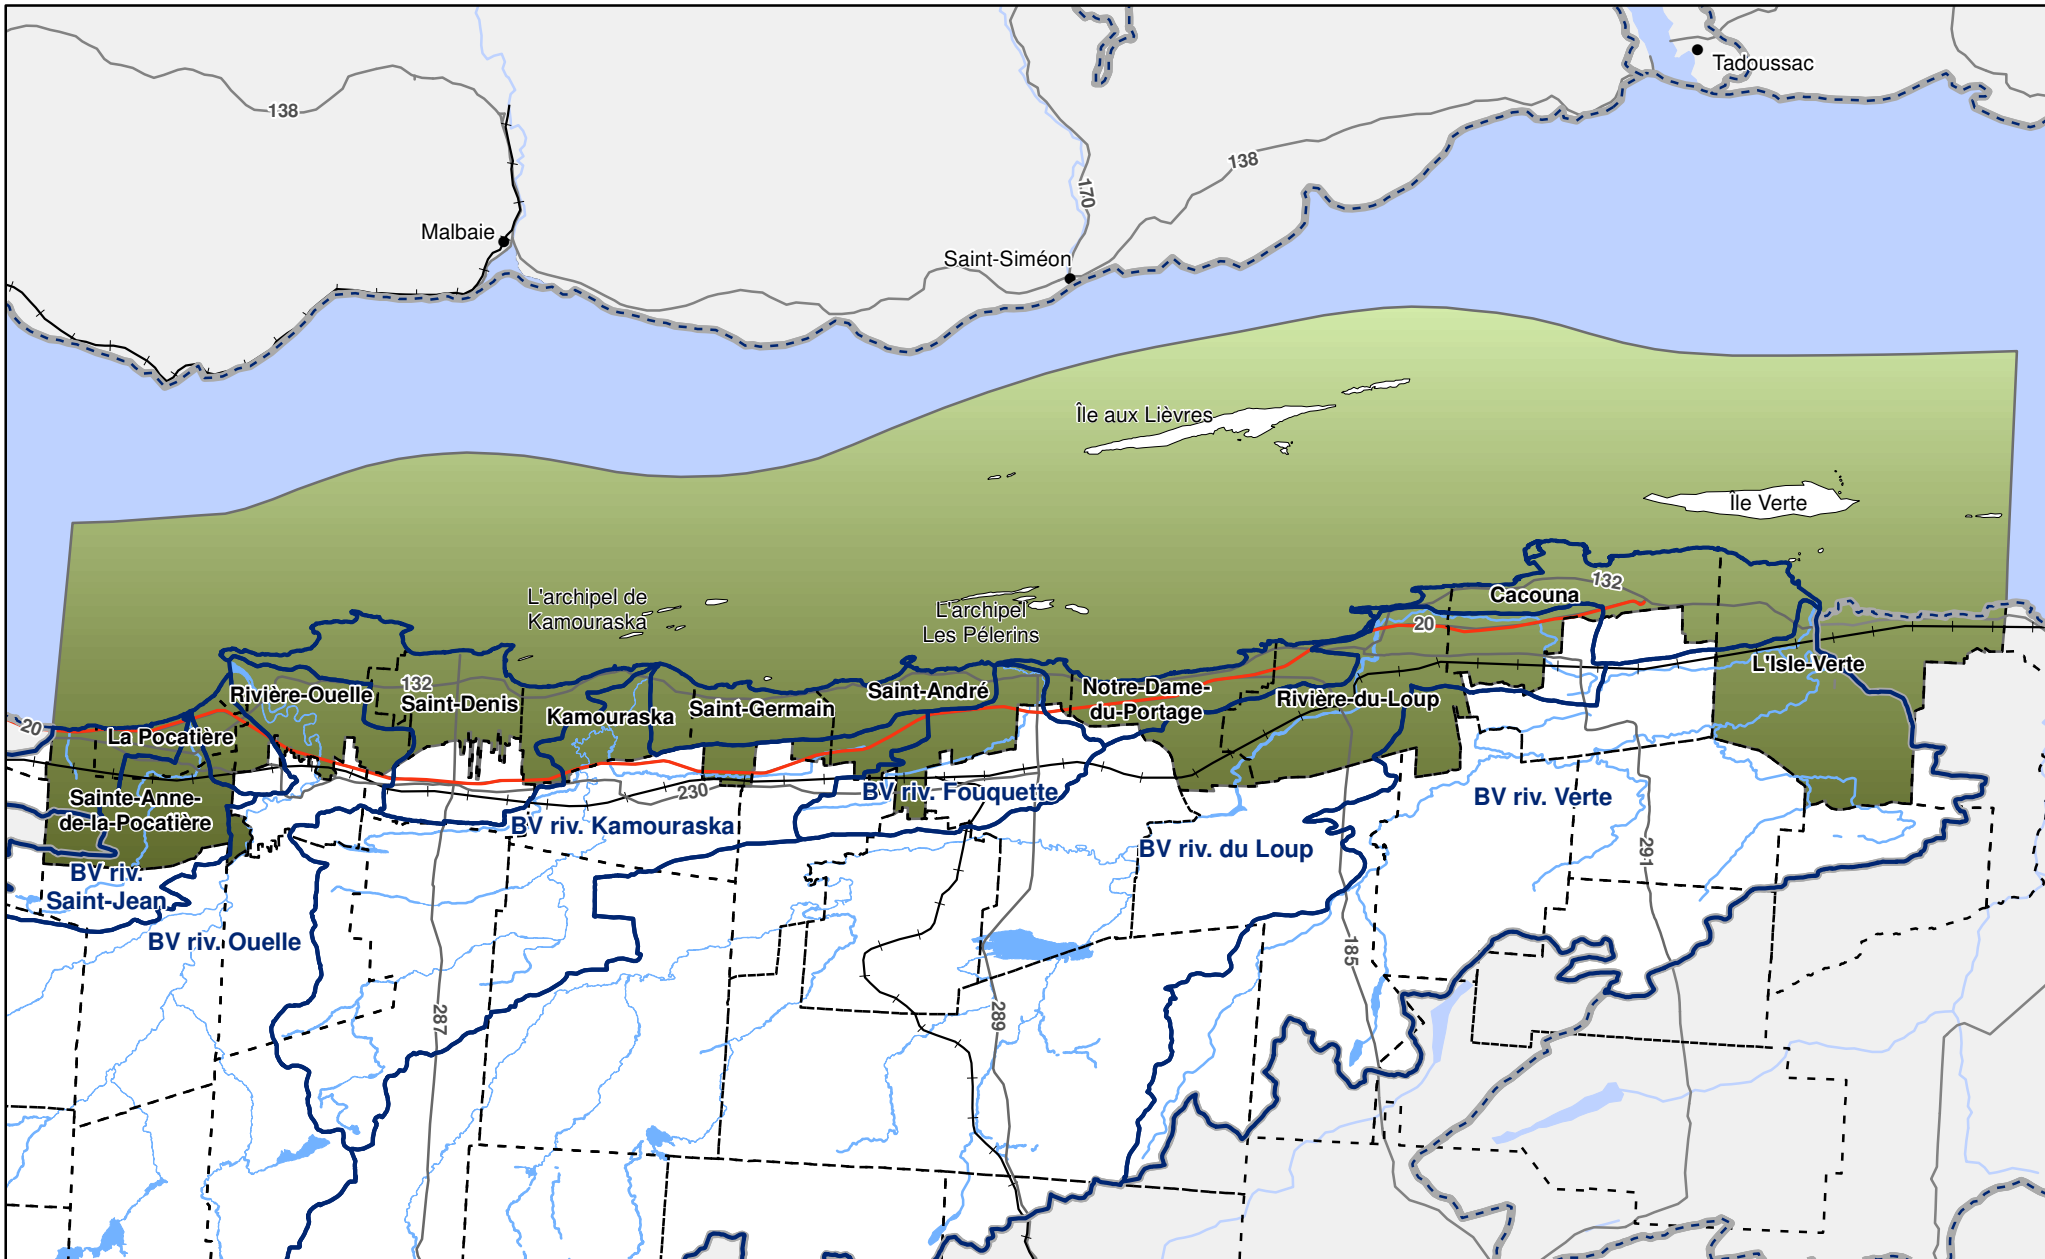 Tadoussac
138
138
170
Malbaie
Saint-Siméon
Île aux Lièvres
Île Verte
L'archipel de
Kamouraska
L'archipel
Les Pélerins
132
Cacouna
20
L'Isle-Verte
Rivière-Ouelle
132
Saint-Denis
Kamouraska
Saint-Germain
Saint-André
Notre-Dame-
du-Portage
Rivière-du-Loup
20
La Pocatière
Sainte-Anne-
de-la-Pocatière
230
BV riv. Fouquette
BV riv. Verte
BV riv. Kamouraska
BV riv. du Loup
291
BV riv.
Saint-Jean
BV riv. Ouelle
185
287
289